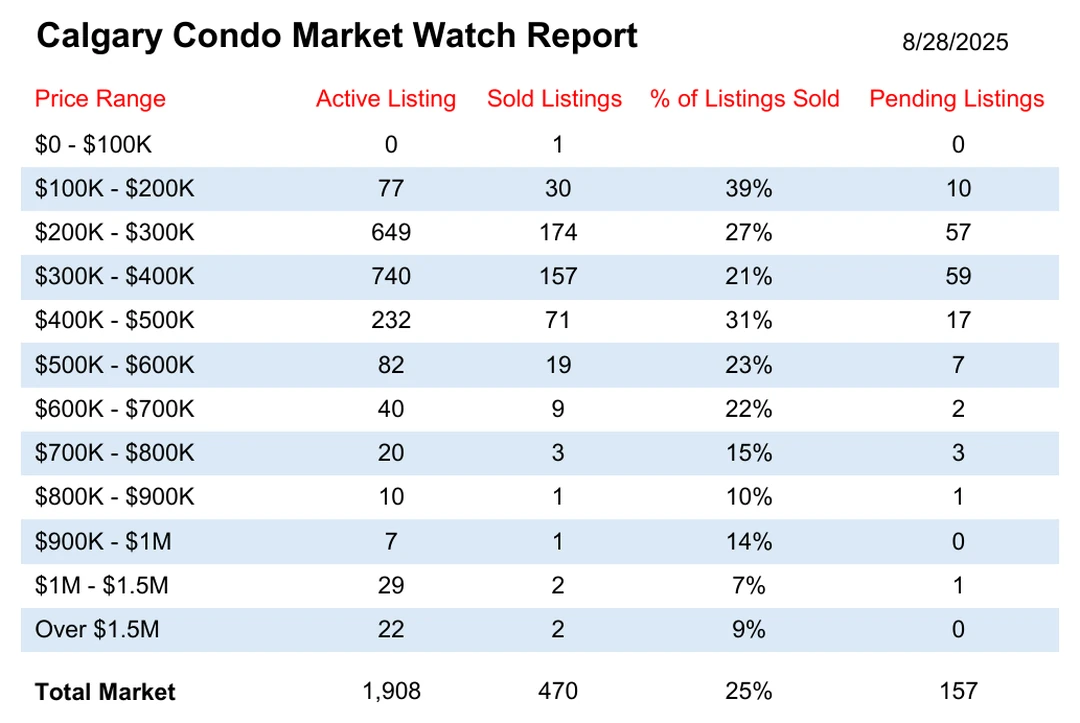 Calgary Condo Market Watch Report 8/28/2025
Price Range Active Listing Sold Listings % of Listings Sold Pending Listings
$0 - $100K 0 1 0
$100K - $200K 77 30 39% 10
$200K - $300K 649 174 27% 57
$300K - $400K 740 157 21% 59
$400K - $500K 232 71 31% 17
$500K - $600K 82 19 23% 7
$600K - $700K 40 9 22% 2
$700K - $800K 20 3 15% 3
$800K - $900K 10 1 10% 1
$900K - $1M 7 1 14% 0
$1M - $1.5M 29 2 7% 1
Over $1.5M 22 2 9% 0
Total Market 1,908 470 25% 157